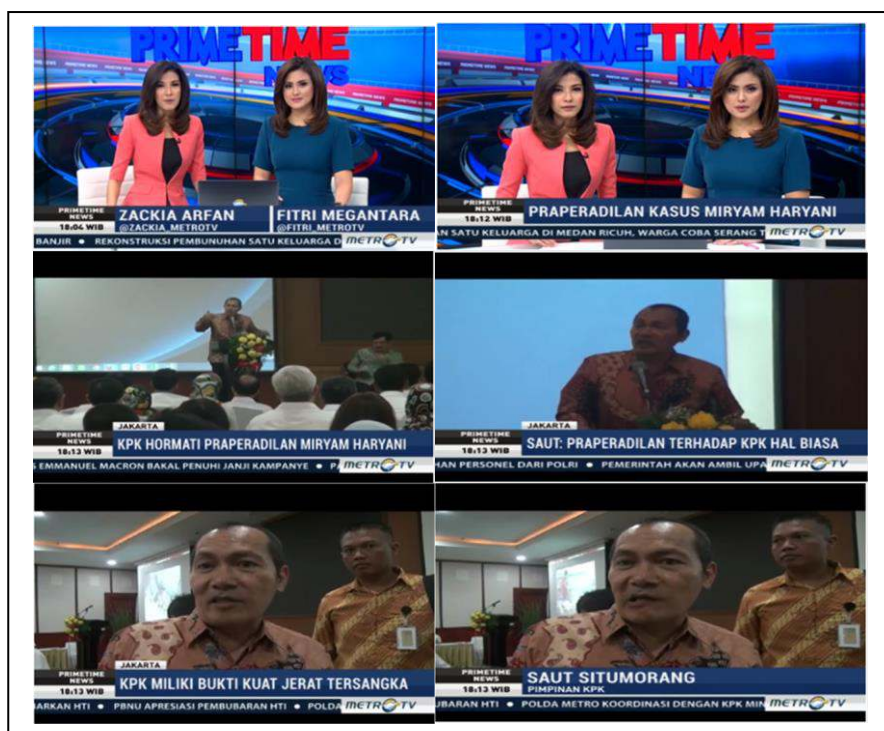 PRIMETIME
NEWS
PRIMETIME
NEWS
18:04 WIB
ZACKIA ARFAN
@ZACKIA_METROTV
FITRI MEGANTARA
@FITRI_METROTV
BANJIR ● REKONSTRUKSI PEMBUNUHAN SATU KELUARGA D
METRO TV
PRIMETIME
NEWS
PRIMETIME
NEWS
18:12 WIB
PRAPERADILAN KASUS MIRYAM HARYANI
AN SATU KELUARGA DI MEDAN RICUH, WARGA COBA SERANG T
METRO TV
JAKARTA
PRIMETIME
NEWS
18:13 WIB
KPK HORMATI PRAPERADILAN MIRYAM HARYANI
EMMANUEL MACRON BAKAL PENUHI JANJI KAMPANYE ●
METRO TV
JAKARTA
PRIMETIME
NEWS
18:13 WIB
SAUT: PRAPERADILAN TERHADAP KPK HAL BIASA
HAN PERSONEL DARI POLRI ● PEMERINTAH AKAN AMBIL UPA
METRO TV
JAKARTA
PRIMETIME
NEWS
18:13 WIB
KPK MILIKI BUKTI KUAT JERAT TERSANGKA
ARKAN HTI ● PBNU APRESIASI PEMBUBARAN HTI ● POLDA
METRO TV
PRIMETIME
NEWS
18:13 WIB
SAUT SITUMORANG
PIMPINAN KPK
BARAN HTI ● POLDA METRO KOORDINASI DENGAN KPK MIN
METRO TV